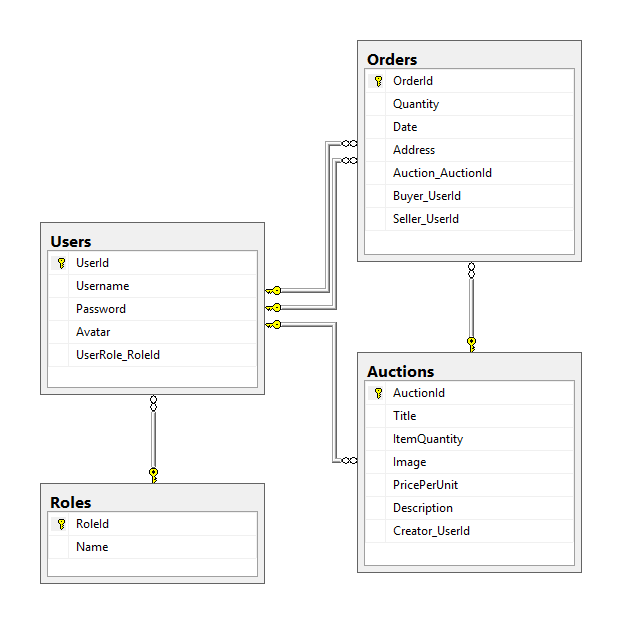 Orders
OrderId
Quantity
Date
Address
Auction_AuctionId
Buyer_UserId
Seller_UserId
Users
UserId
Username
Password
Avatar
UserRole_RoleId
Auctions
AuctionId
Title
ItemQuantity
Image
PricePerUnit
Description
Creator_UserId
Roles
RoleId
Name